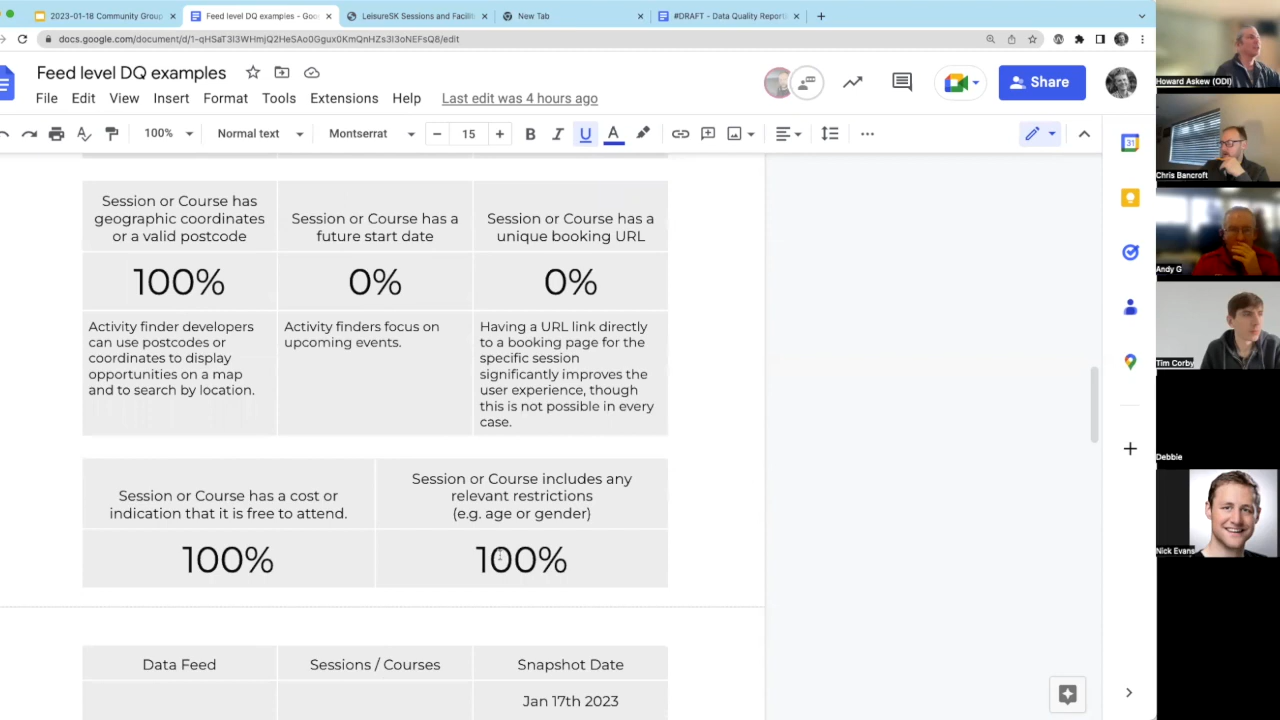 2023-01-16 Community Group
Feed level DQ examples - Goo
LeisureSK Sessions and Facilit
New Tab
#DRAFT - Data Quality Reporti
docs.google.com/document/d/1-qHSaT3I3WHmjQ2HeSAo0Ggux0KmQnHZs3I3oNEFsQ8/edit
Feed level DQ examples
Share
File Edit View Insert Format Tools Extensions Help Last edit was 4 hours ago
100% Normal text Montserrat 15 B I U A
31
Session or Course has
geographic coordinates
or a valid postcode
Session or Course has a
future start date
Session or Course has a
unique booking URL
100%
0%
0%
Activity finder developers
can use postcodes or
coordinates to display
opportunities on a map
and to search by location.
Activity finders focus on
upcoming events.
Having a URL link directly
to a booking page for the
specific session
significantly improves the
user experience, though
this is not possible in every
case.
Session or Course has a cost or
indication that it is free to attend.
Session or Course includes any
relevant restrictions
(e.g. age or gender)
100%
100%
Data Feed
Sessions / Courses
Snapshot Date
Jan 17th 2023
Howard Askew (ODI)
Chris Bancroft
Andy G
Tim Corby
Debbie
Nick Evans